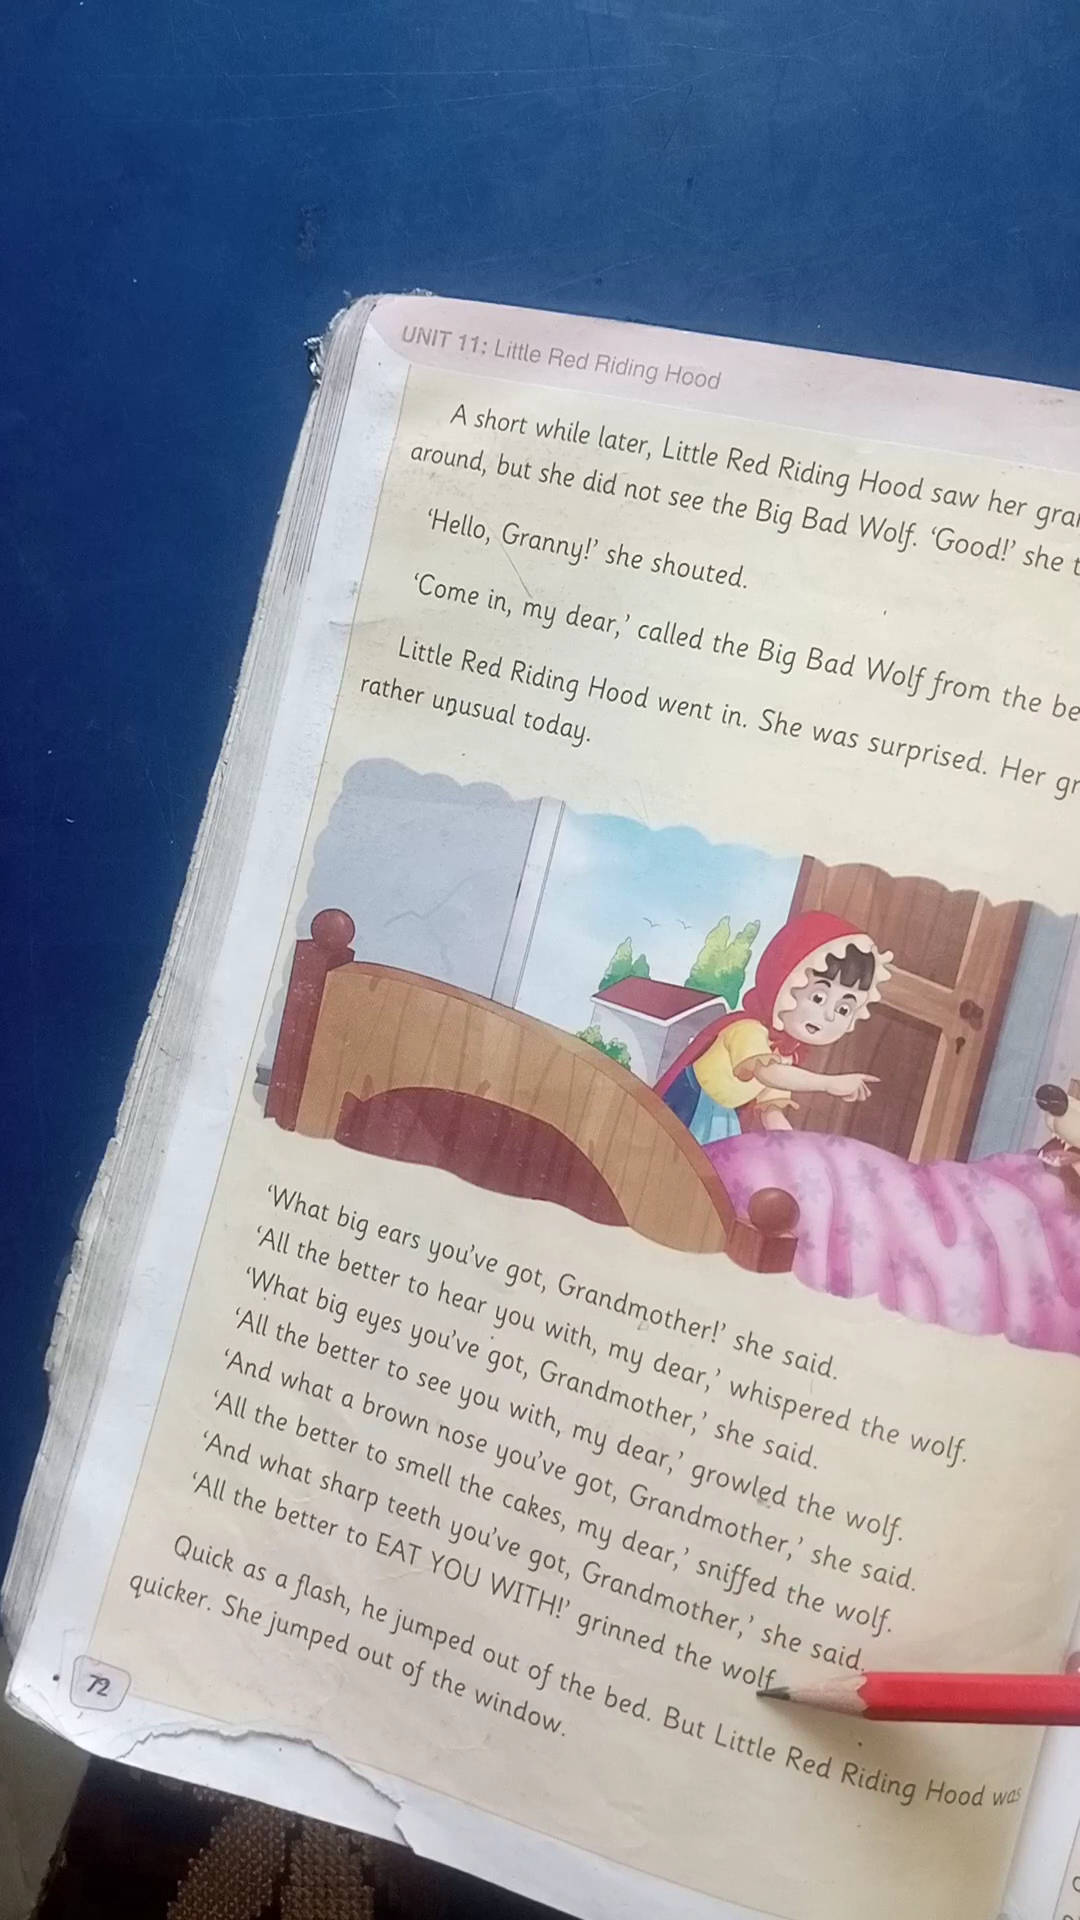 UNIT 11: Little Red Riding Hood
A short while later, Little Red Riding Hood saw her
around, but she did not see the Big Bad Wolf. ‘Good!’ she
‘Hello, Granny!’ she shouted.
‘Come in, my dear,’ called the Big Bad Wolf from the
Little Red Riding Hood went in. She was surprised. Her
rather unusual today.
‘What big ears you’ve got, Grandmother!’ she said.
‘All the better to hear you with, my dear,’ whispered the wolf.
‘What big eyes you’ve got, Grandmother,’ she said.
‘All the better to see you with, my dear,’ growled the wolf.
‘And what a brown nose you’ve got, Grandmother,’ she said.
‘All the better to smell the cakes, my dear,’ sniffed the wolf.
‘And what sharp teeth you’ve got, Grandmother,’ she said.
‘All the better to EAT YOU WITH!’ grinned the wolf.
Quick as a flash, he jumped out of the bed. But Little Red Riding Hood was
quicker. She jumped out of the window.
72